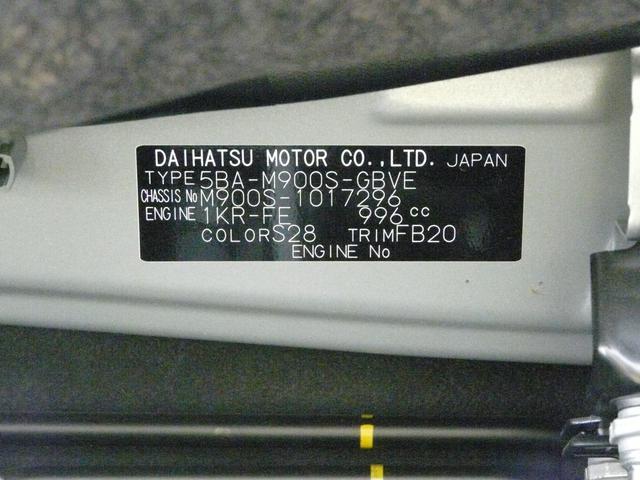 DAIHATSU MOTOR CO.,LTD. JAPAN
TYPE 5BA-M900S-GBVE
CHASSIS No M900S-1017296
ENGINE 1KR-FE 996 cc
COLOR S28 TRIM FB20
ENGINE No